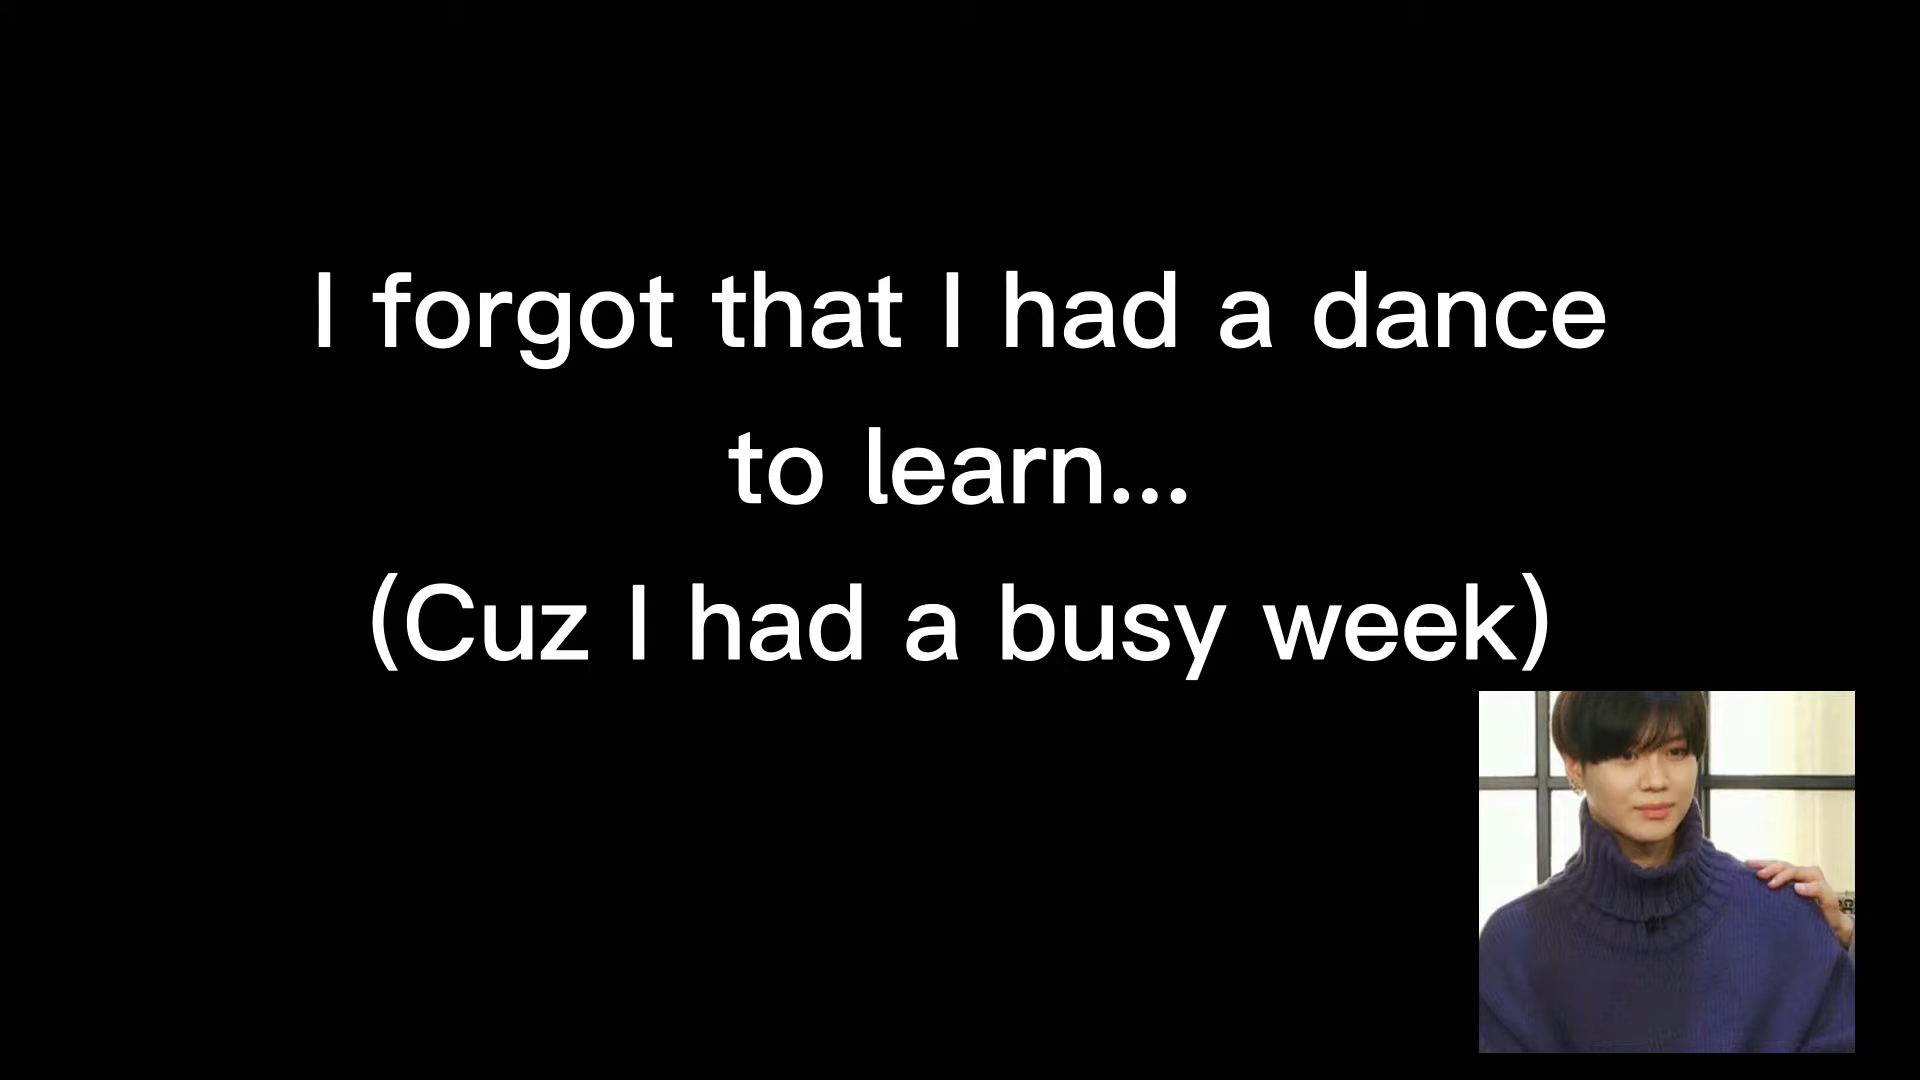 I forgot that I had a dance
to learn...
(Cuz I had a busy week)